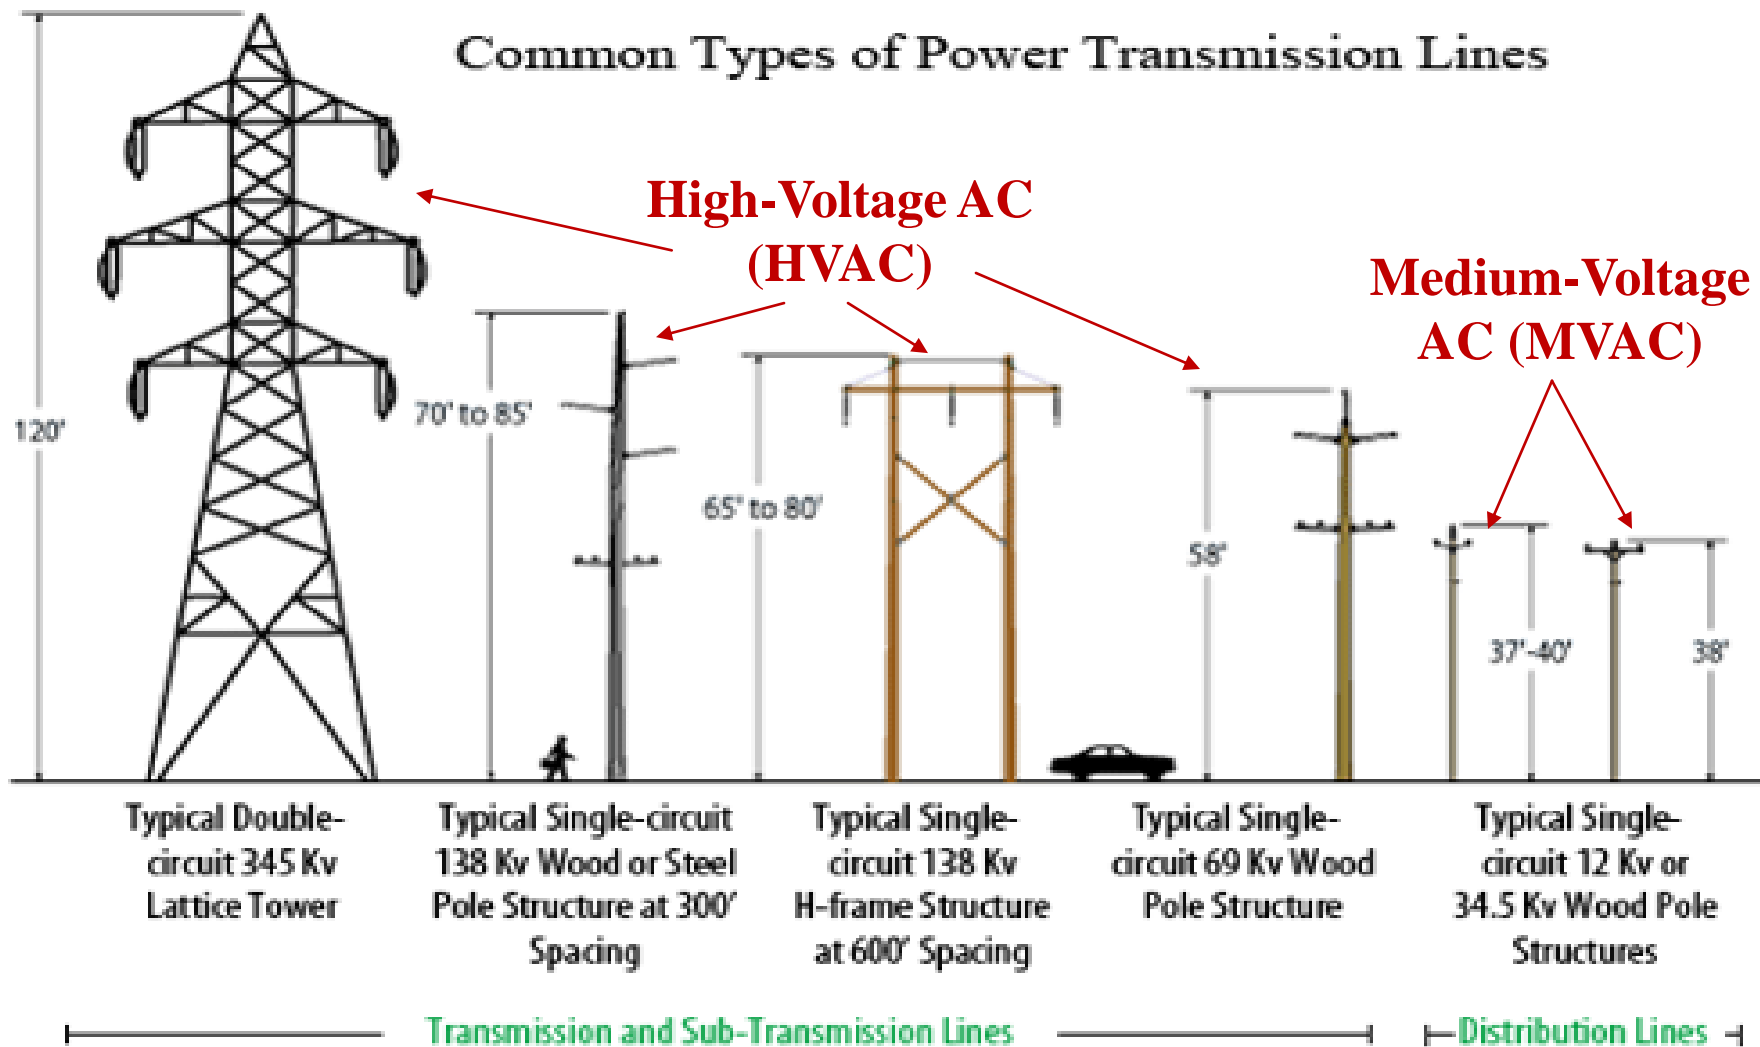 Common Types of Power Transmission Lines
High-Voltage AC
(HVAC)
Medium-Voltage
AC (MVAC)
120'
70' to 85'
65' to 80'
58'
37'-40'
38'
Typical Double-
circuit 345 Kv
Lattice Tower
Typical Single-circuit
138 Kv Wood or Steel
Pole Structure at 300'
Spacing
Typical Single-
circuit 138 Kv
H-frame Structure
at 600' Spacing
Typical Single-
circuit 69 Kv Wood
Pole Structure
Typical Single-
circuit 12 Kv or
34.5 Kv Wood Pole
Structures
Transmission and Sub-Transmission Lines
Distribution Lines